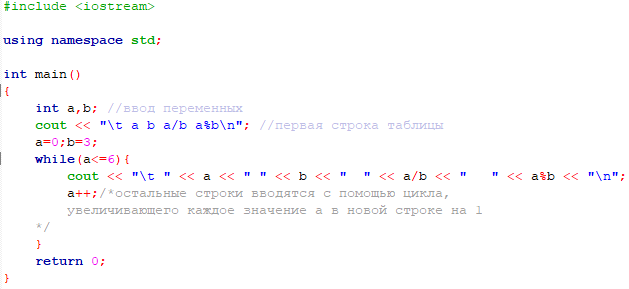 #include <iostream>
using namespace std;
int main()
{
int a,b; //ввод переменных
cout << "\t a b a/b a%b\n"; //первая строка таблицы
a=0;b=3;
while(a<=6){
cout << "\t " << a << " " << b << "  " << a/b << "   " << a%b << "\n";
a++;/*остальные строки вводятся с помощью цикла,
увеличивающего каждое значение a в новой строке на 1
*/
}
return 0;
}